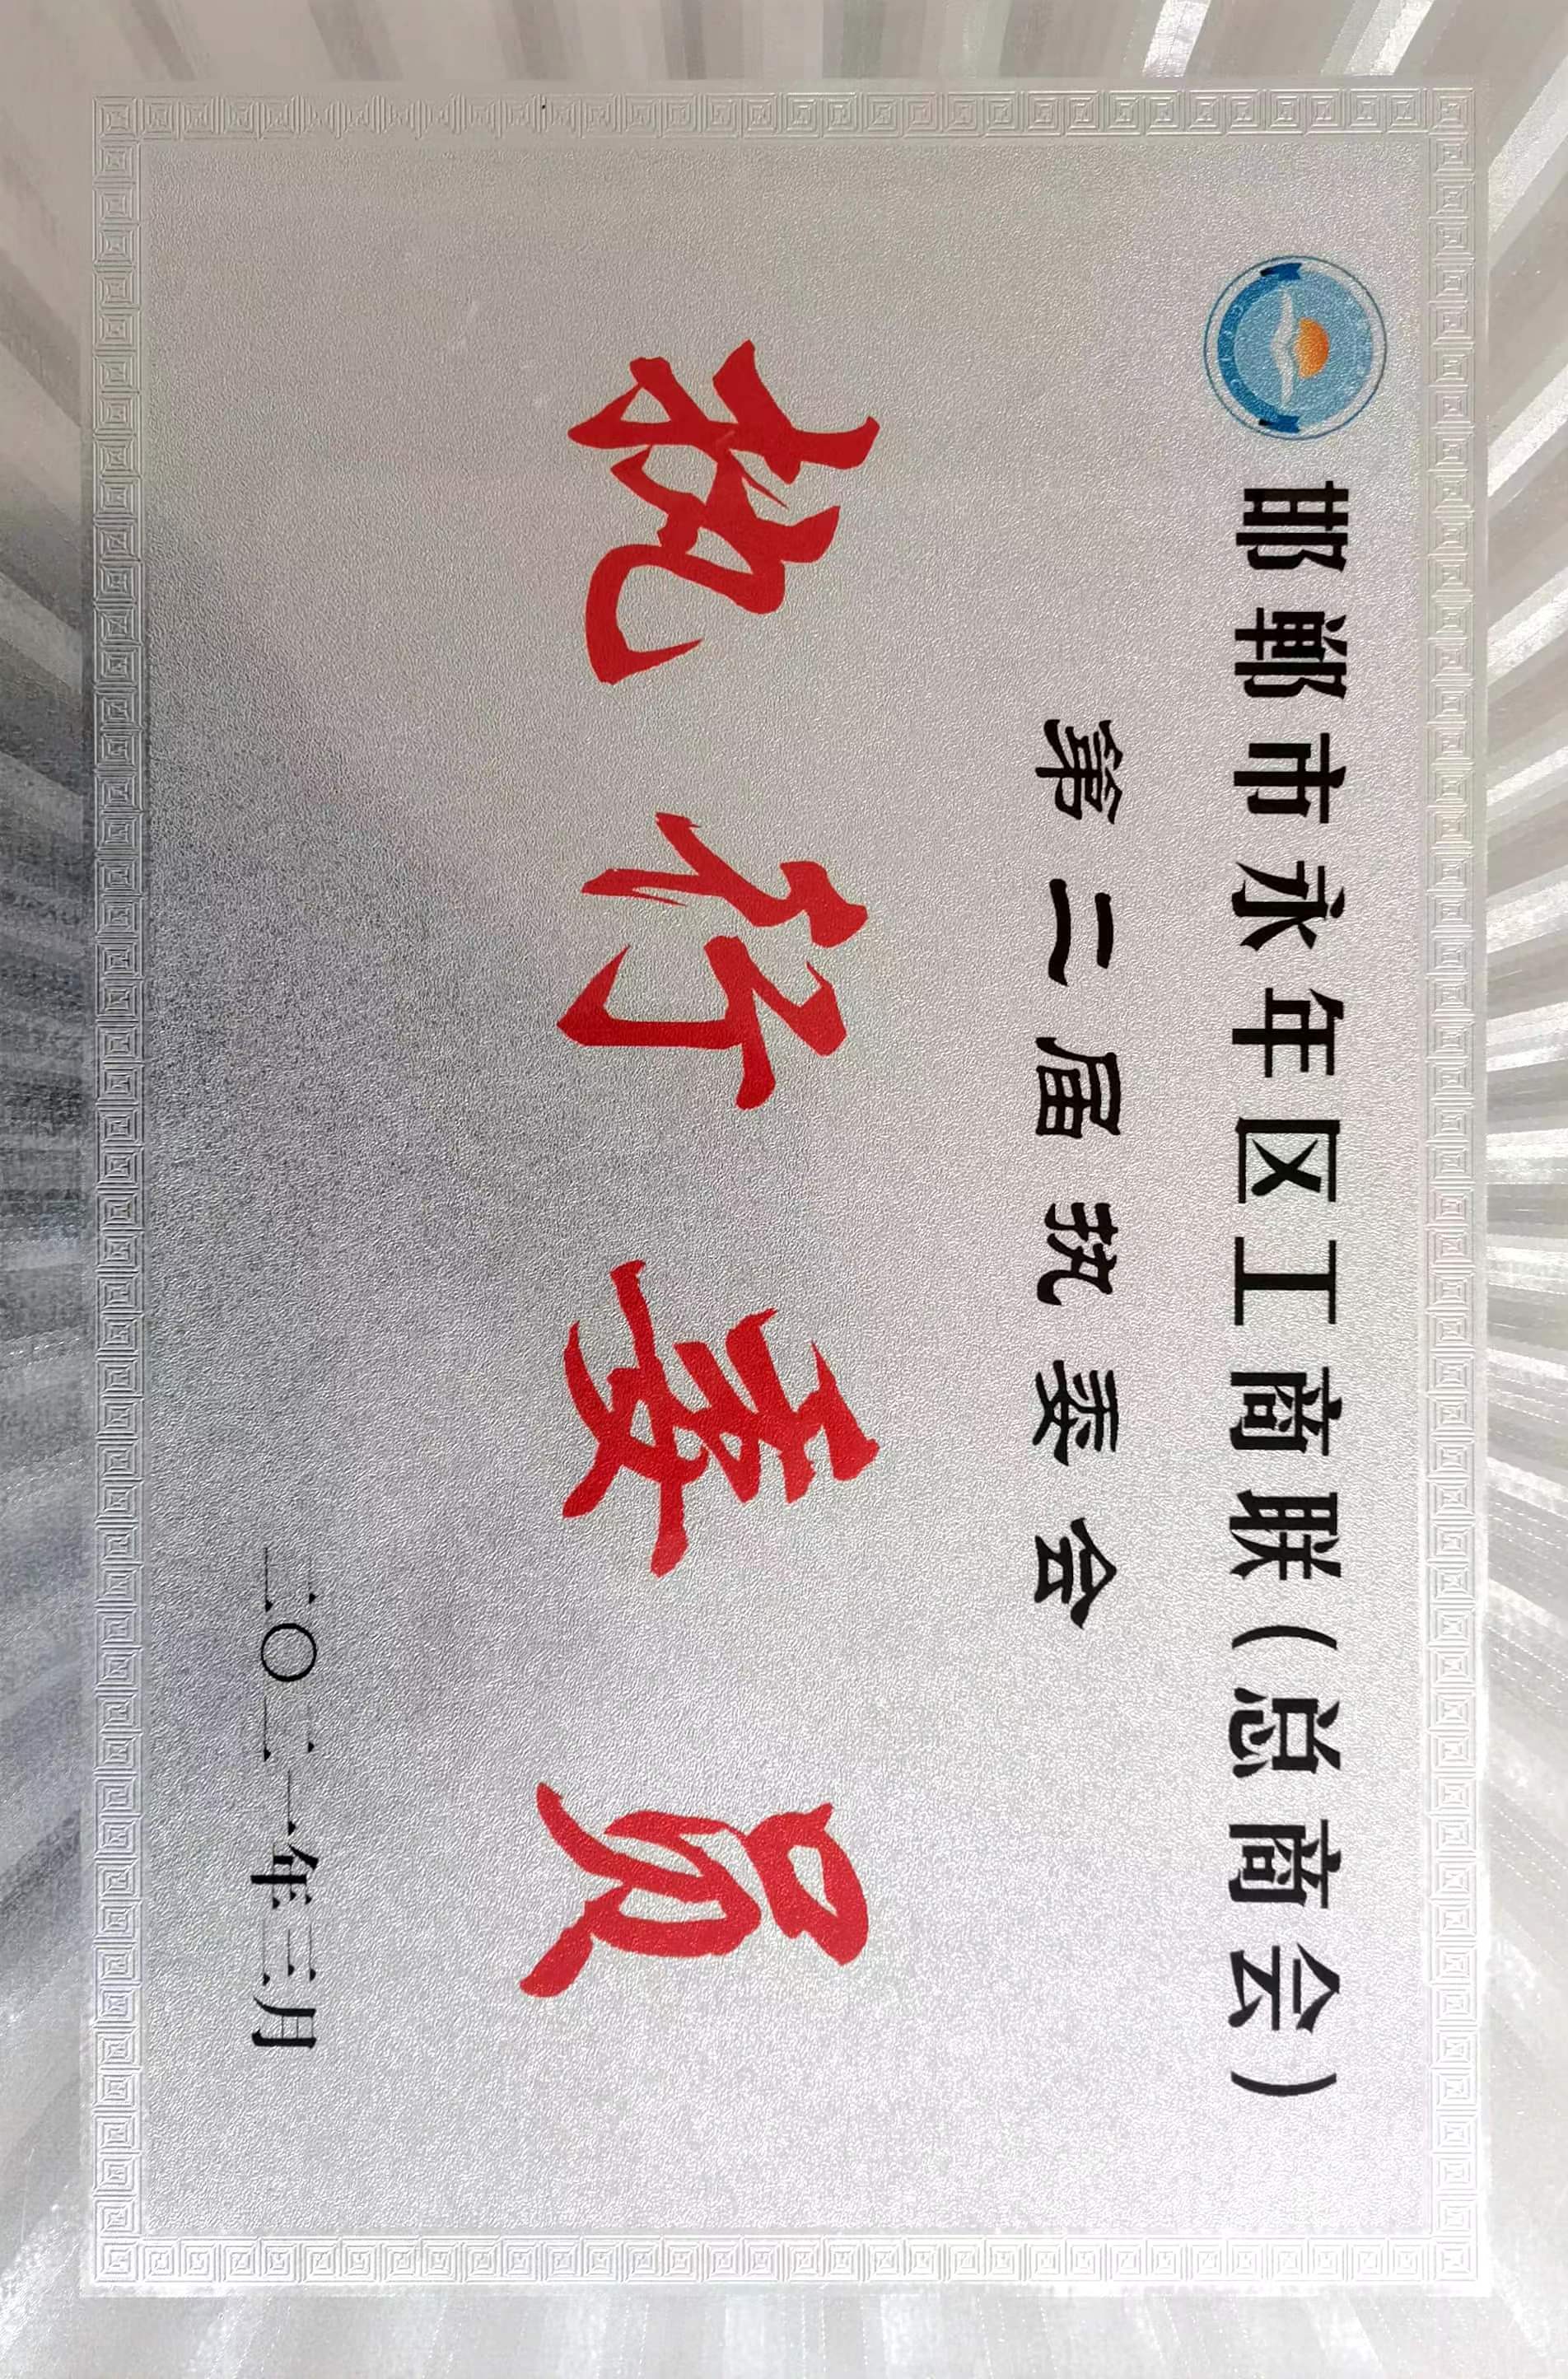 邯郸市永年区工商联(总商会)
第二届执委会
执行委员
二〇二一年三月